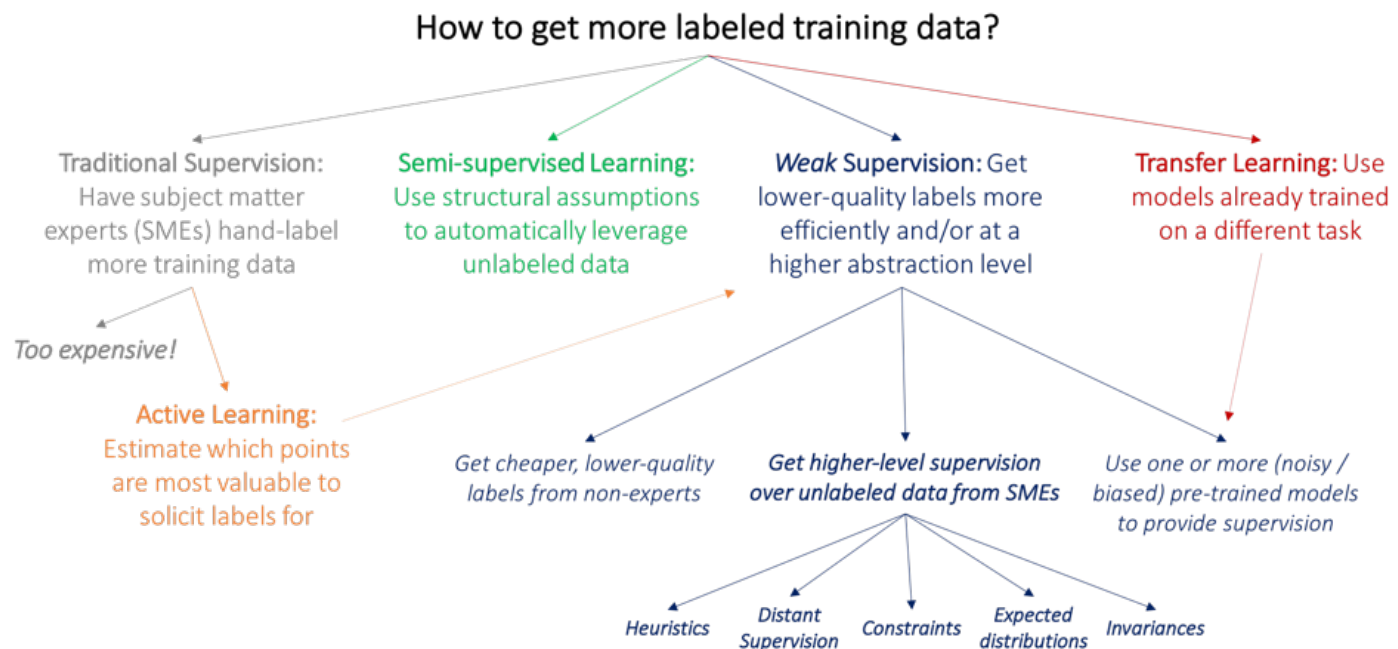 How to get more labeled training data?
Traditional Supervision:
Have subject matter
experts (SMEs) hand-label
more training data
Semi-supervised Learning:
Use structural assumptions
to automatically leverage
unlabeled data
Weak Supervision: Get
lower-quality labels more
efficiently and/or at a
higher abstraction level
Transfer Learning: Use
models already trained
on a different task
Too expensive!
Active Learning:
Estimate which points
are most valuable to
solicit labels for
Get cheaper, lower-quality
labels from non-experts
Get higher-level supervision
over unlabeled data from SMEs
Use one or more (noisy /
biased) pre-trained models
to provide supervision
Heuristics
Distant
Supervision
Constraints
Expected
distributions
Invariances